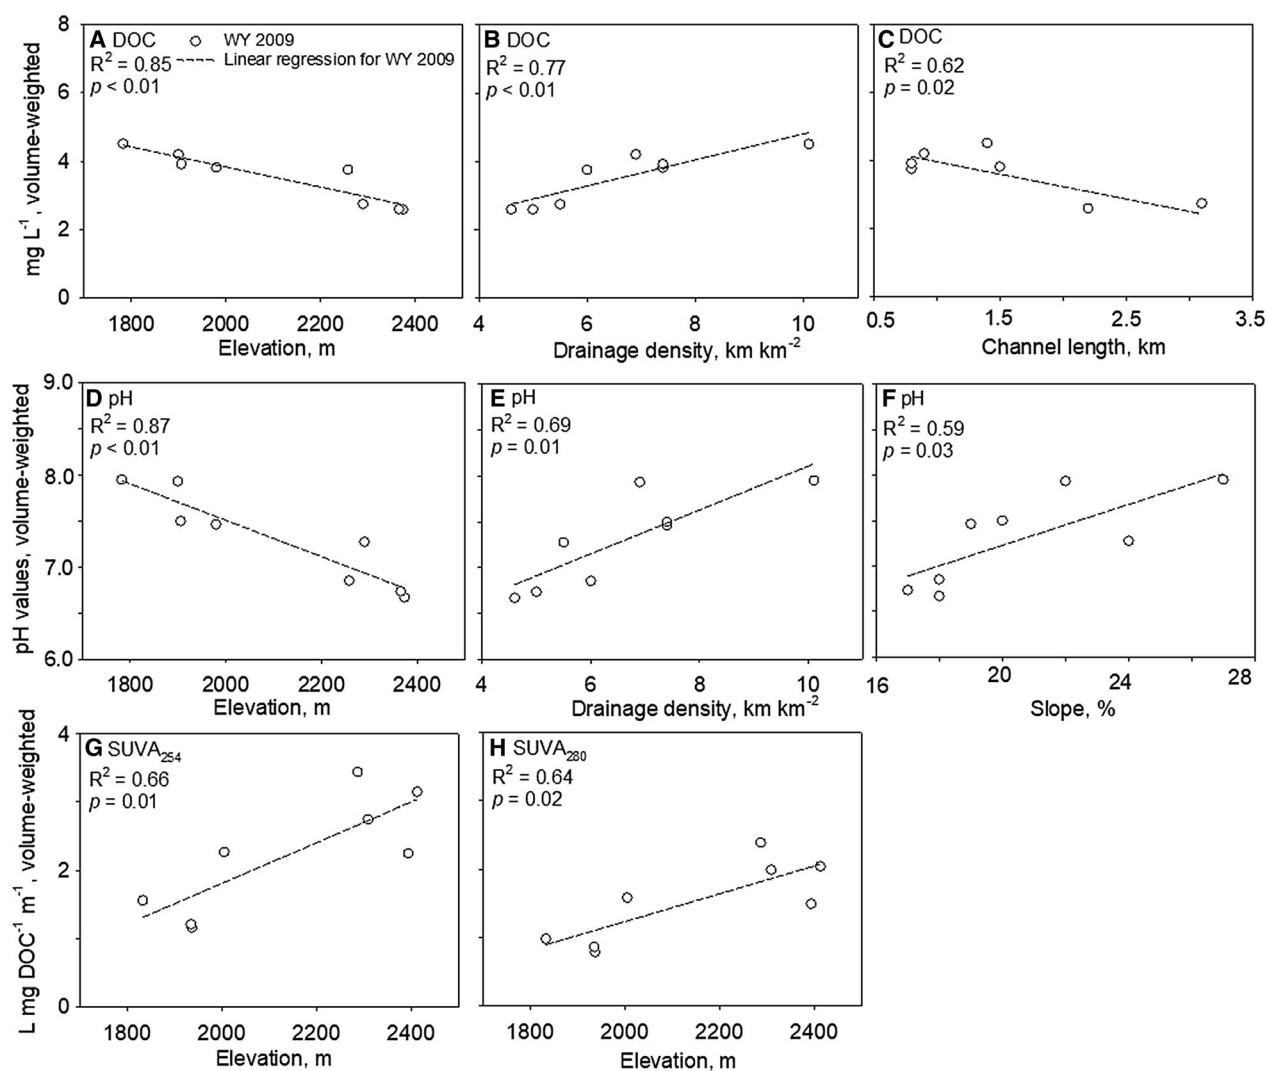 A DOC
WY 2009
R² = 0.85
Linear regression for WY 2009
p < 0.01
B DOC
R² = 0.77
p < 0.01
C DOC
R² = 0.62
p = 0.02
mg L⁻¹, volume-weighted
8
6
4
2
0
1800 2000 2200 2400
Elevation, m
4 6 8 10
Drainage density, km km⁻²
0.5 1.5 2.5 3.5
Channel length, km
D pH
R² = 0.87
p < 0.01
E pH
R² = 0.69
p = 0.01
F pH
R² = 0.59
p = 0.03
pH values, volume-weighted
9.0
8.0
7.0
6.0
1800 2000 2200 2400
Elevation, m
4 6 8 10
Drainage density, km km⁻²
16 20 24 28
Slope, %
G SUVA₂₅₄
R² = 0.66
p = 0.01
H SUVA₂₈₀
R² = 0.64
p = 0.02
L mg DOC⁻¹ m⁻¹, volume-weighted
4
2
0
1800 2000 2200 2400
Elevation, m
1800 2000 2200 2400
Elevation, m